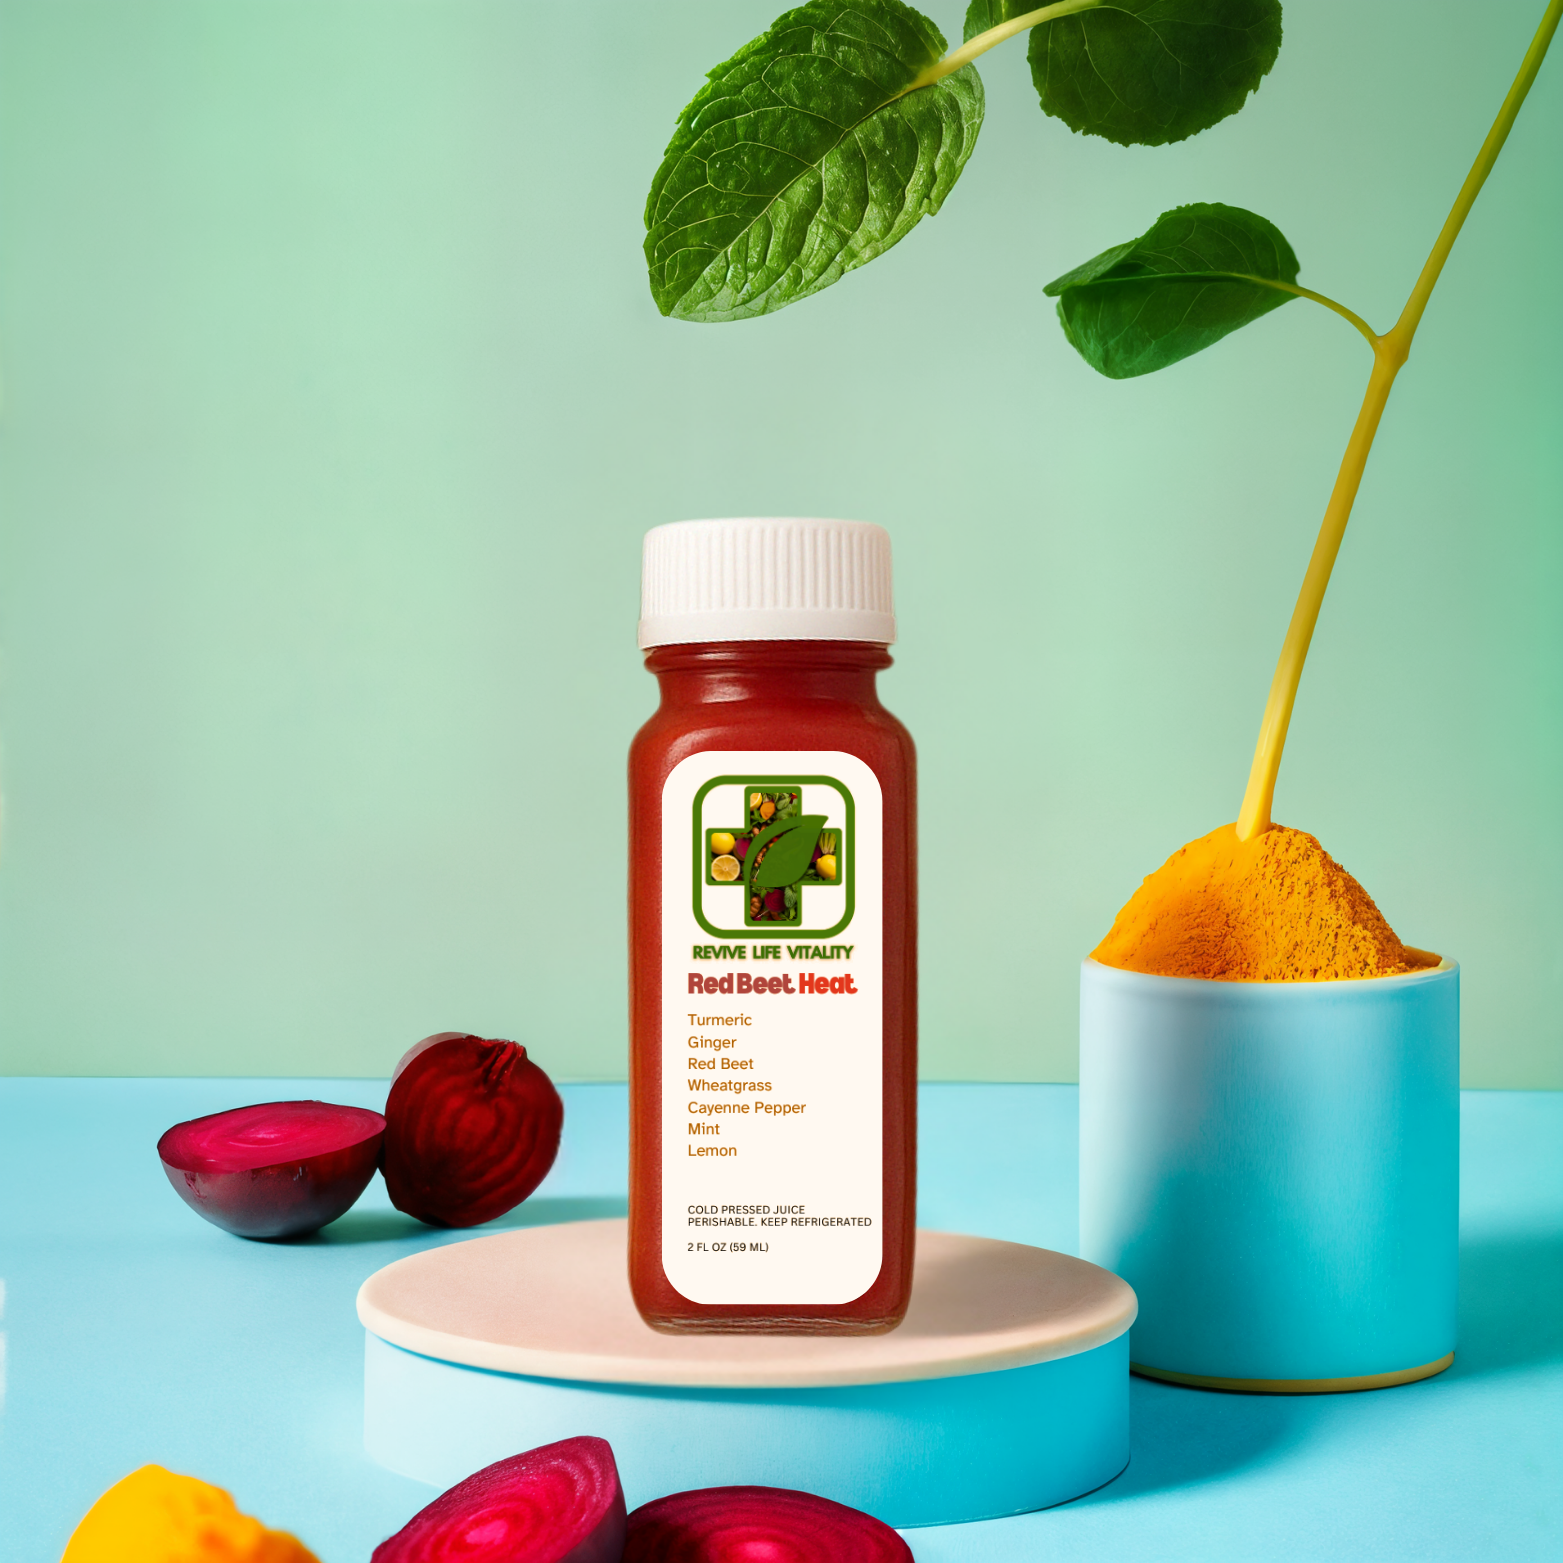 REVIVE LIFE VITALITY
Red Beet Heat
Turmeric
Ginger
Red Beet
Wheatgrass
Cayenne Pepper
Mint
Lemon
COLD PRESSED JUICE
PERISHABLE. KEEP REFRIGERATED
2 FL OZ (59 ML)